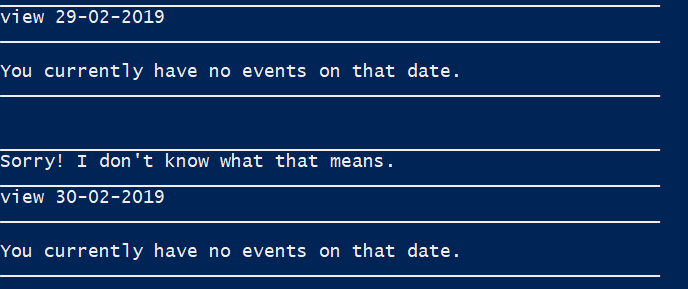 view 29-02-2019
You currently have no events on that date.
Sorry! I don't know what that means.
view 30-02-2019
You currently have no events on that date.